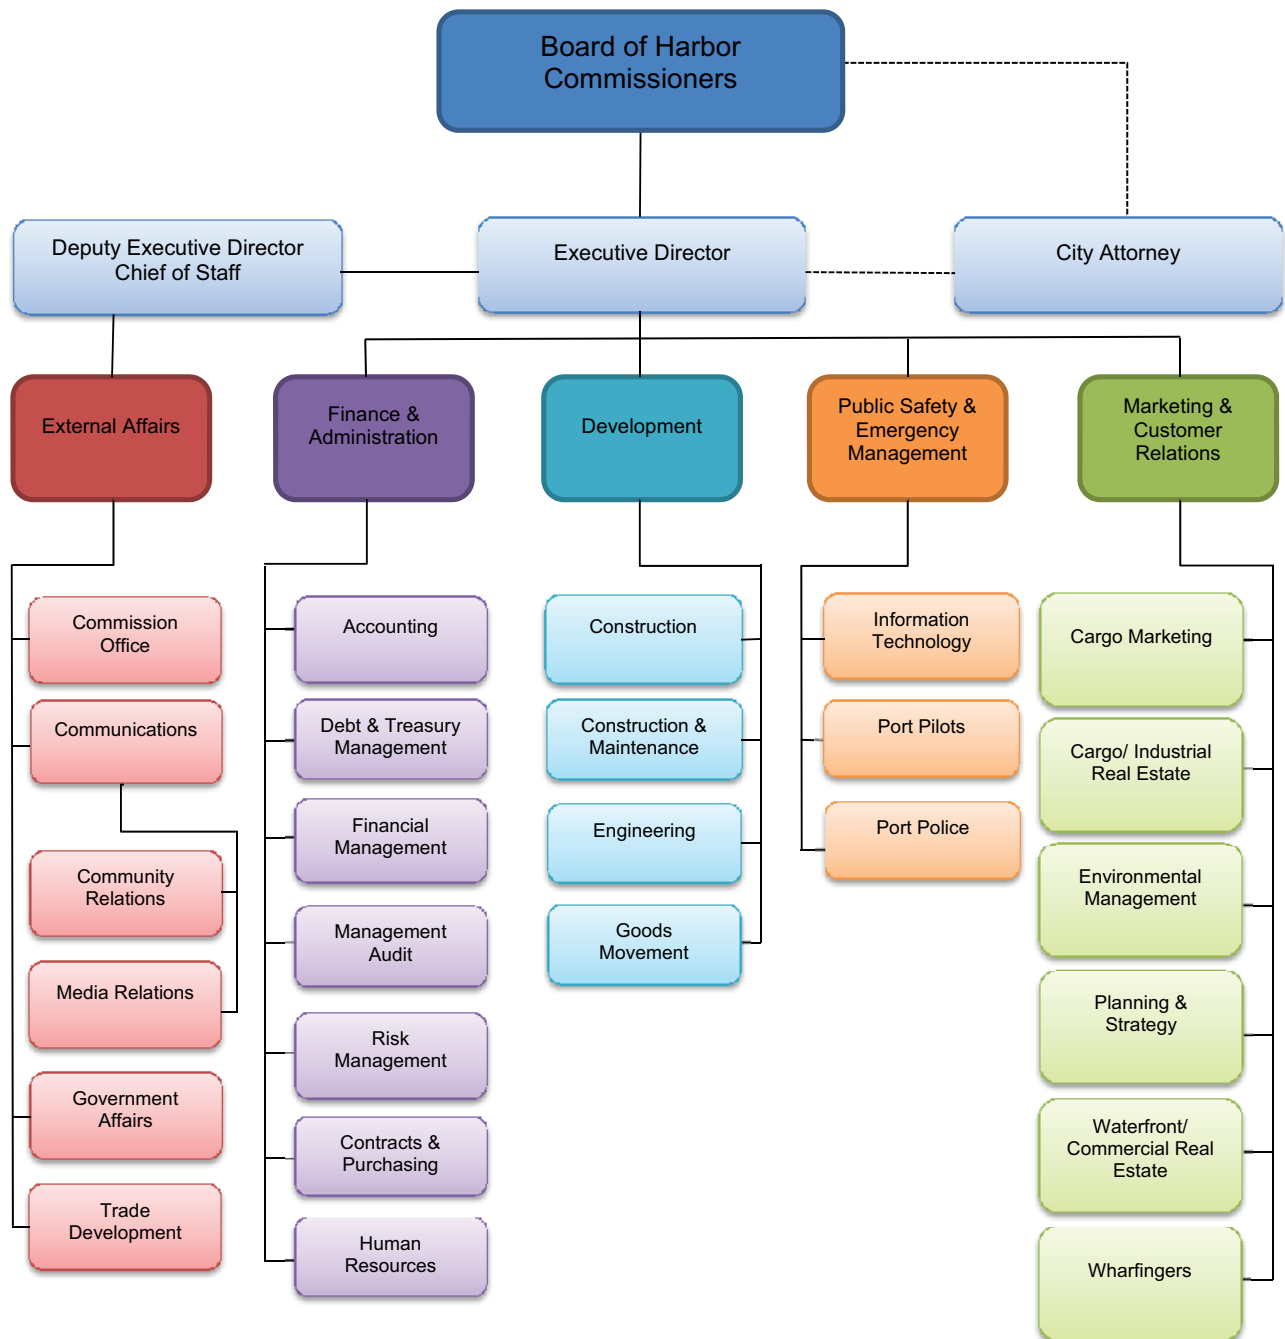 Board of Harbor
Commissioners
Deputy Executive Director
Chief of Staff
Executive Director
City Attorney
External Affairs
Finance &
Administration
Development
Public Safety &
Emergency
Management
Marketing &
Customer
Relations
Commission
Office
Communications
Community
Relations
Media Relations
Government
Affairs
Trade
Development
Accounting
Debt & Treasury
Management
Financial
Management
Management
Audit
Risk
Management
Contracts &
Purchasing
Human
Resources
Construction
Construction &
Maintenance
Engineering
Goods
Movement
Information
Technology
Port Pilots
Port Police
Cargo Marketing
Cargo/ Industrial
Real Estate
Environmental
Management
Planning &
Strategy
Waterfront/
Commercial Real
Estate
Wharfingers